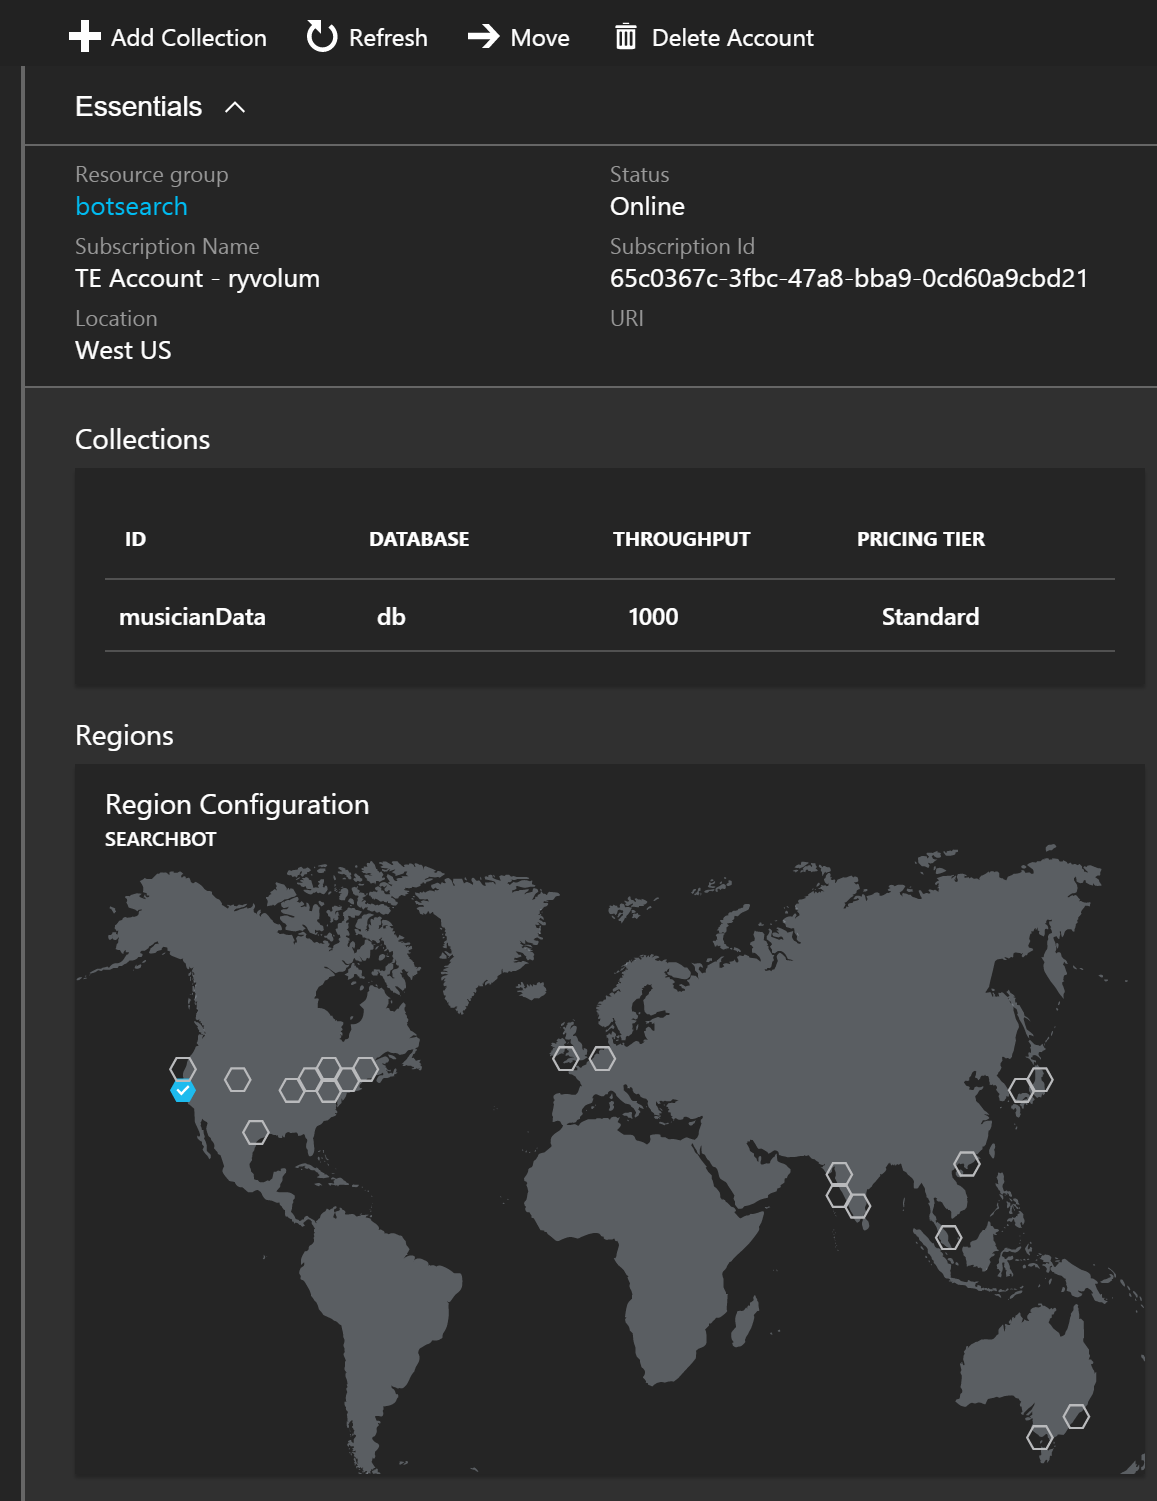 Add Collection Refresh Move Delete Account
Essentials
Resource group Status
botsearch Online
Subscription Name Subscription Id
TE Account - ryvolum 65c0367c-3fbc-47a8-bba9-0cd60a9cbd21
Location URI
West US
Collections
ID DATABASE THROUGHPUT PRICING TIER
musicianData db 1000 Standard
Regions
Region Configuration
SEARCHBOT